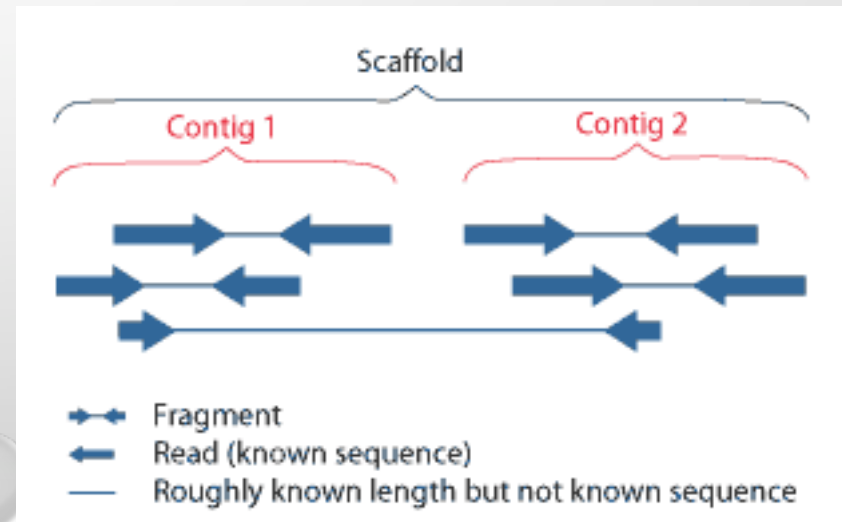 Scaffold
Contig 1
Contig 2
Fragment
Read (known sequence)
Roughly known length but not known sequence